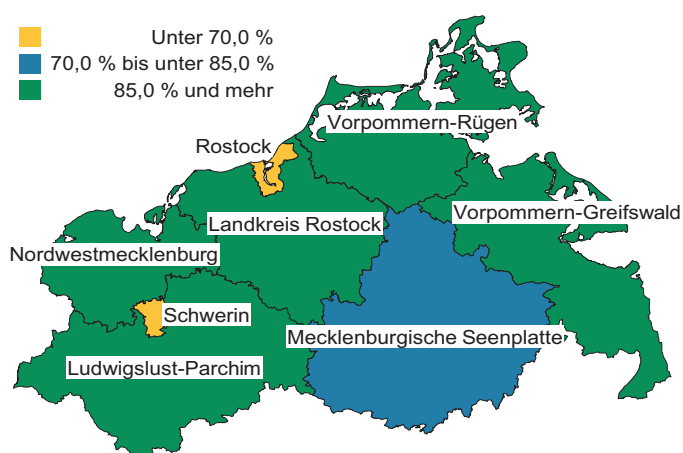 Unter 70,0 %
70,0 % bis unter 85,0 %
85,0 % und mehr
Vorpommern-Rügen
Rostock
Vorpommern-Greifswald
Landkreis Rostock
Nordwestmecklenburg
Schwerin
Mecklenburgische Seenplatte
Ludwigslust-Parchim